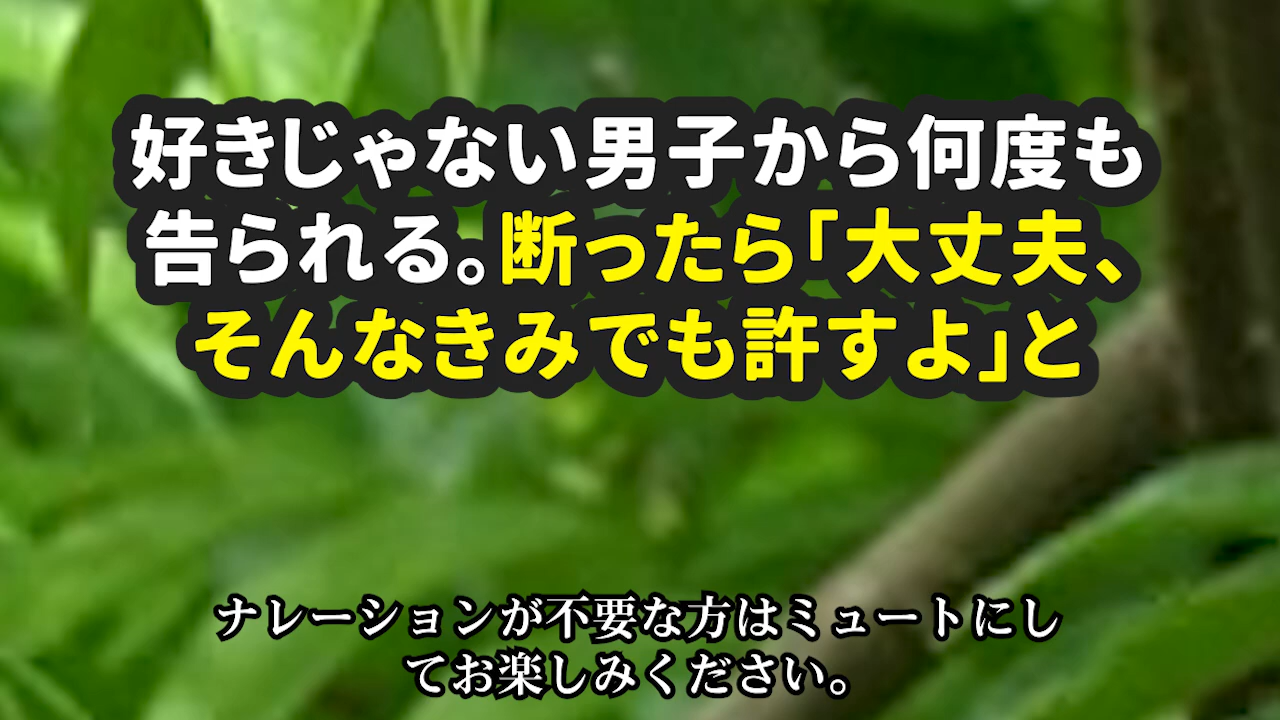 好きじゃない男子から何度も
告られる。断ったら「大丈夫、
そんなきみでも許すよ」と
ナレーションが不要な方はミュートにし
てお楽しみください。